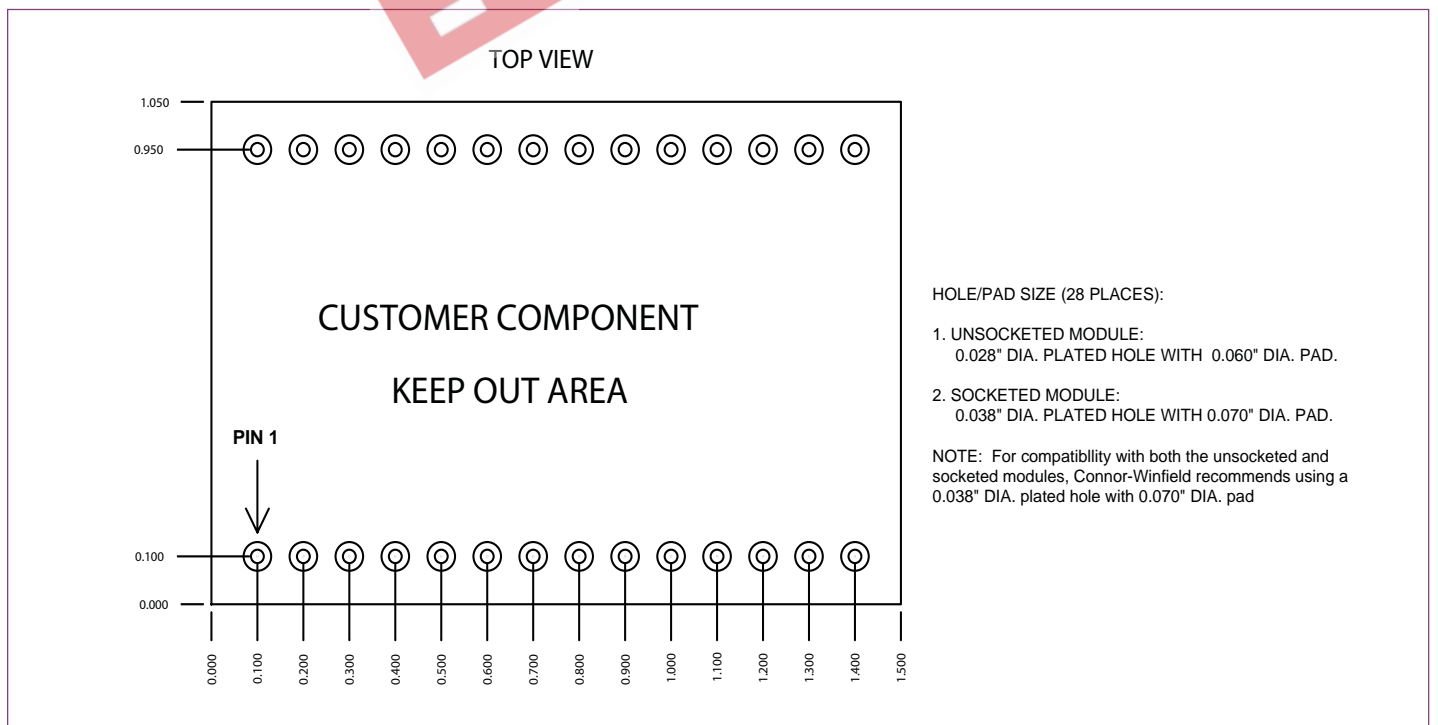 TOP VIEW
1.050
0.950
CUSTOMER COMPONENT
KEEP OUT AREA
PIN 1
0.100
0.000
0.000
0.100
0.200
0.300
0.400
0.500
0.600
0.700
0.800
0.900
1.000
1.100
1.200
1.300
1.400
1.500
HOLE/PAD SIZE (28 PLACES):
1. UNSOCKETED MODULE:
0.028" DIA. PLATED HOLE WITH 0.060" DIA. PAD.
2. SOCKETED MODULE:
0.038" DIA. PLATED HOLE WITH 0.070" DIA. PAD.
NOTE: For compatibllity with both the unsocketed and
socketed modules, Connor-Winfield recommends using a
0.038" DIA. plated hole with 0.070" DIA. pad